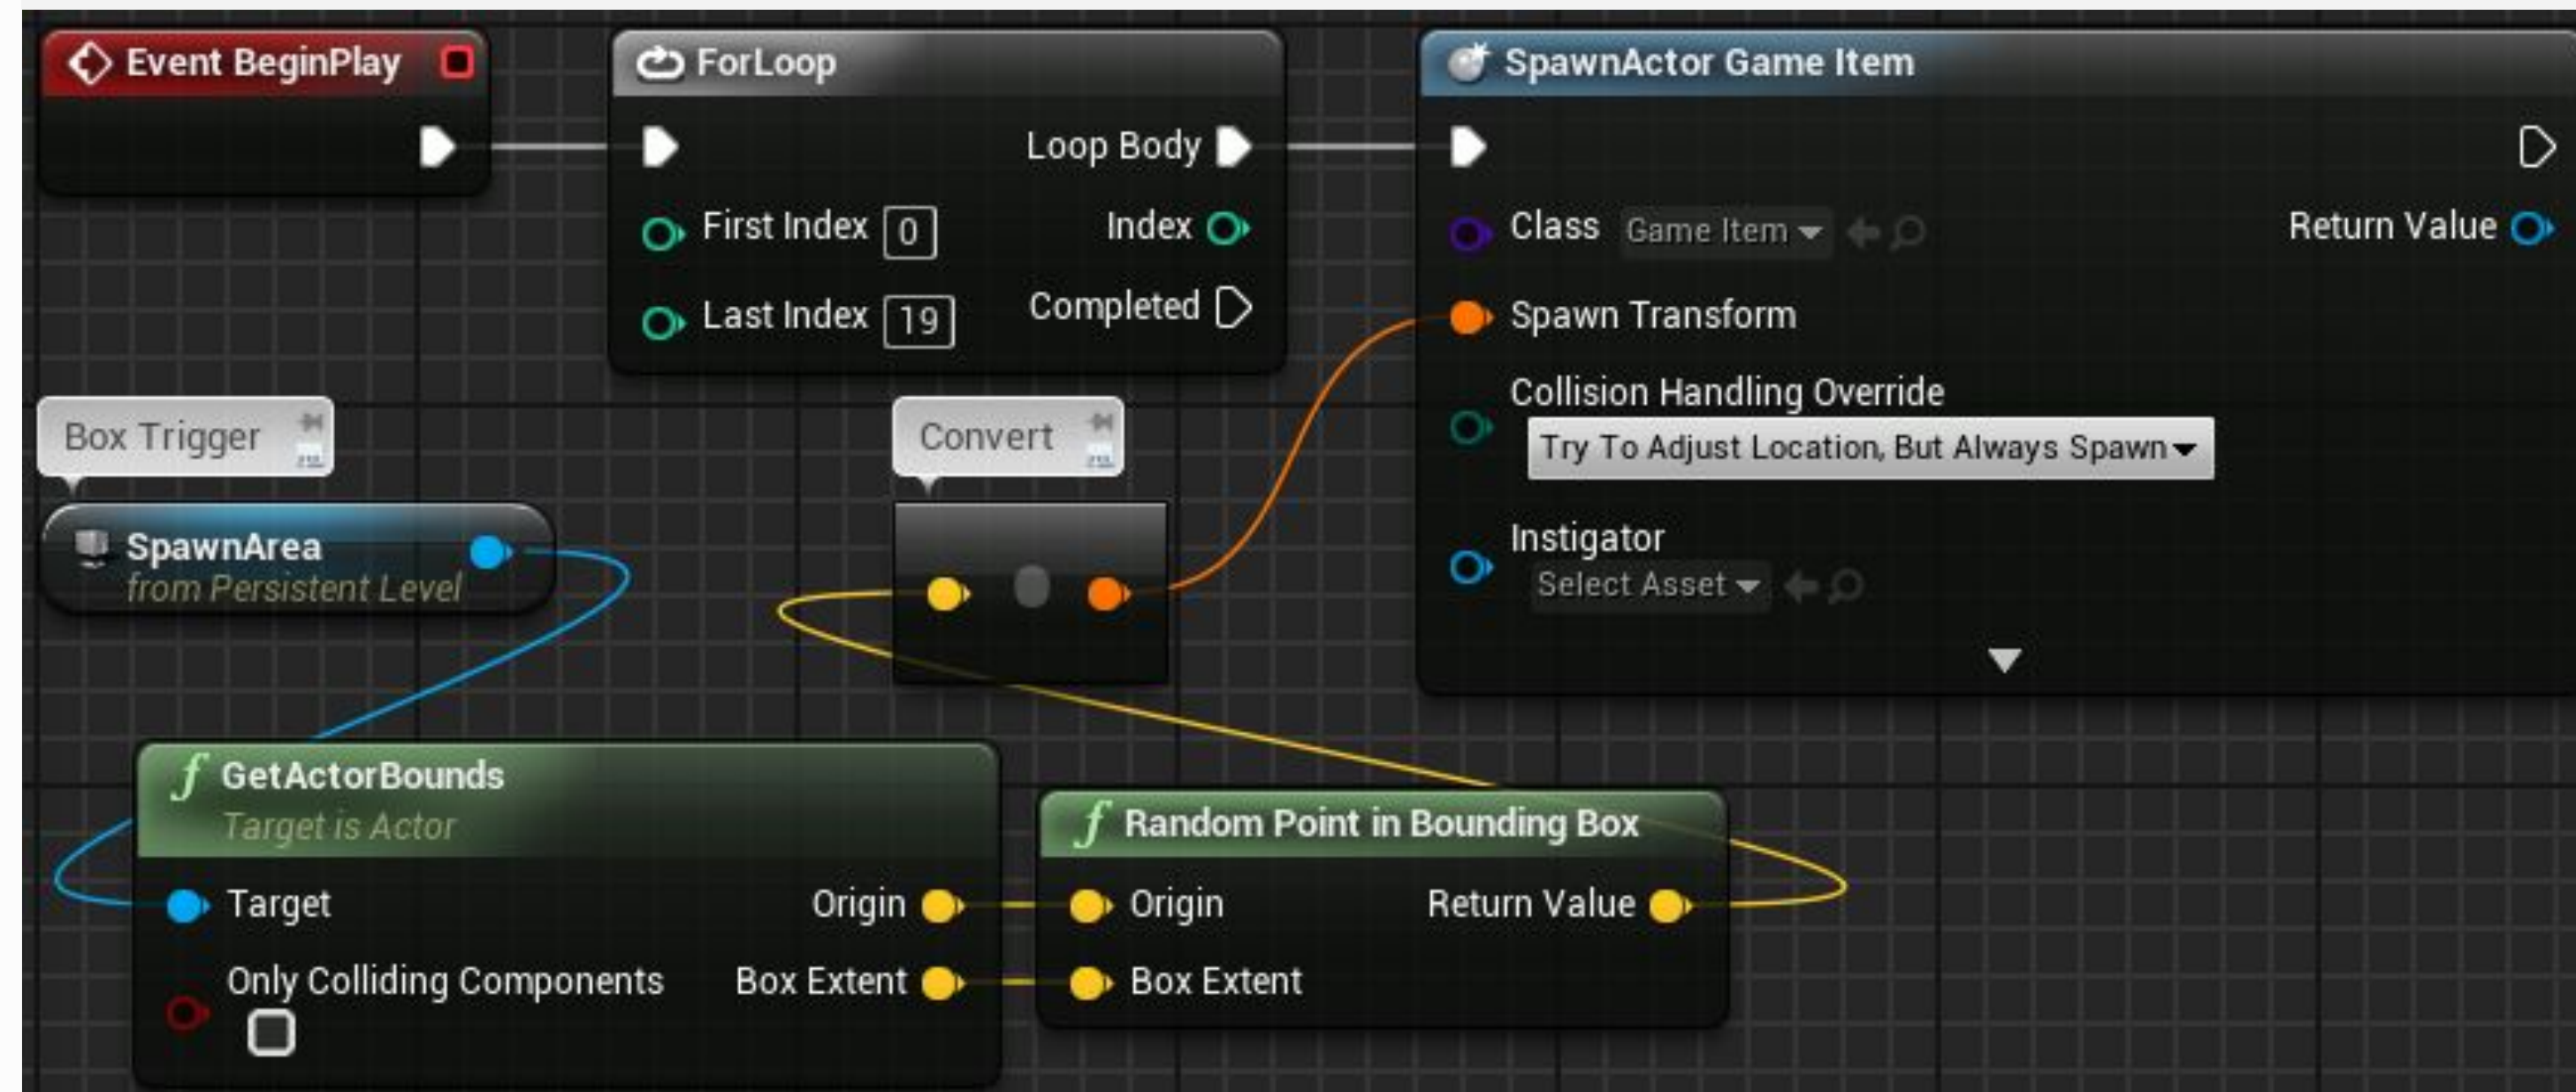 Event BeginPlay
ForLoop
Loop Body
First Index 0
Index
Last Index 19
Completed
SpawnActor Game Item
Class Game Item
Return Value
Spawn Transform
Collision Handling Override
Try To Adjust Location, But Always Spawn
Instigator
Select Asset
Box Trigger
SpawnArea
from Persistent Level
Convert
GetActorBounds
Target is Actor
Target
Origin
Only Colliding Components
Box Extent
Random Point in Bounding Box
Origin
Return Value
Box Extent